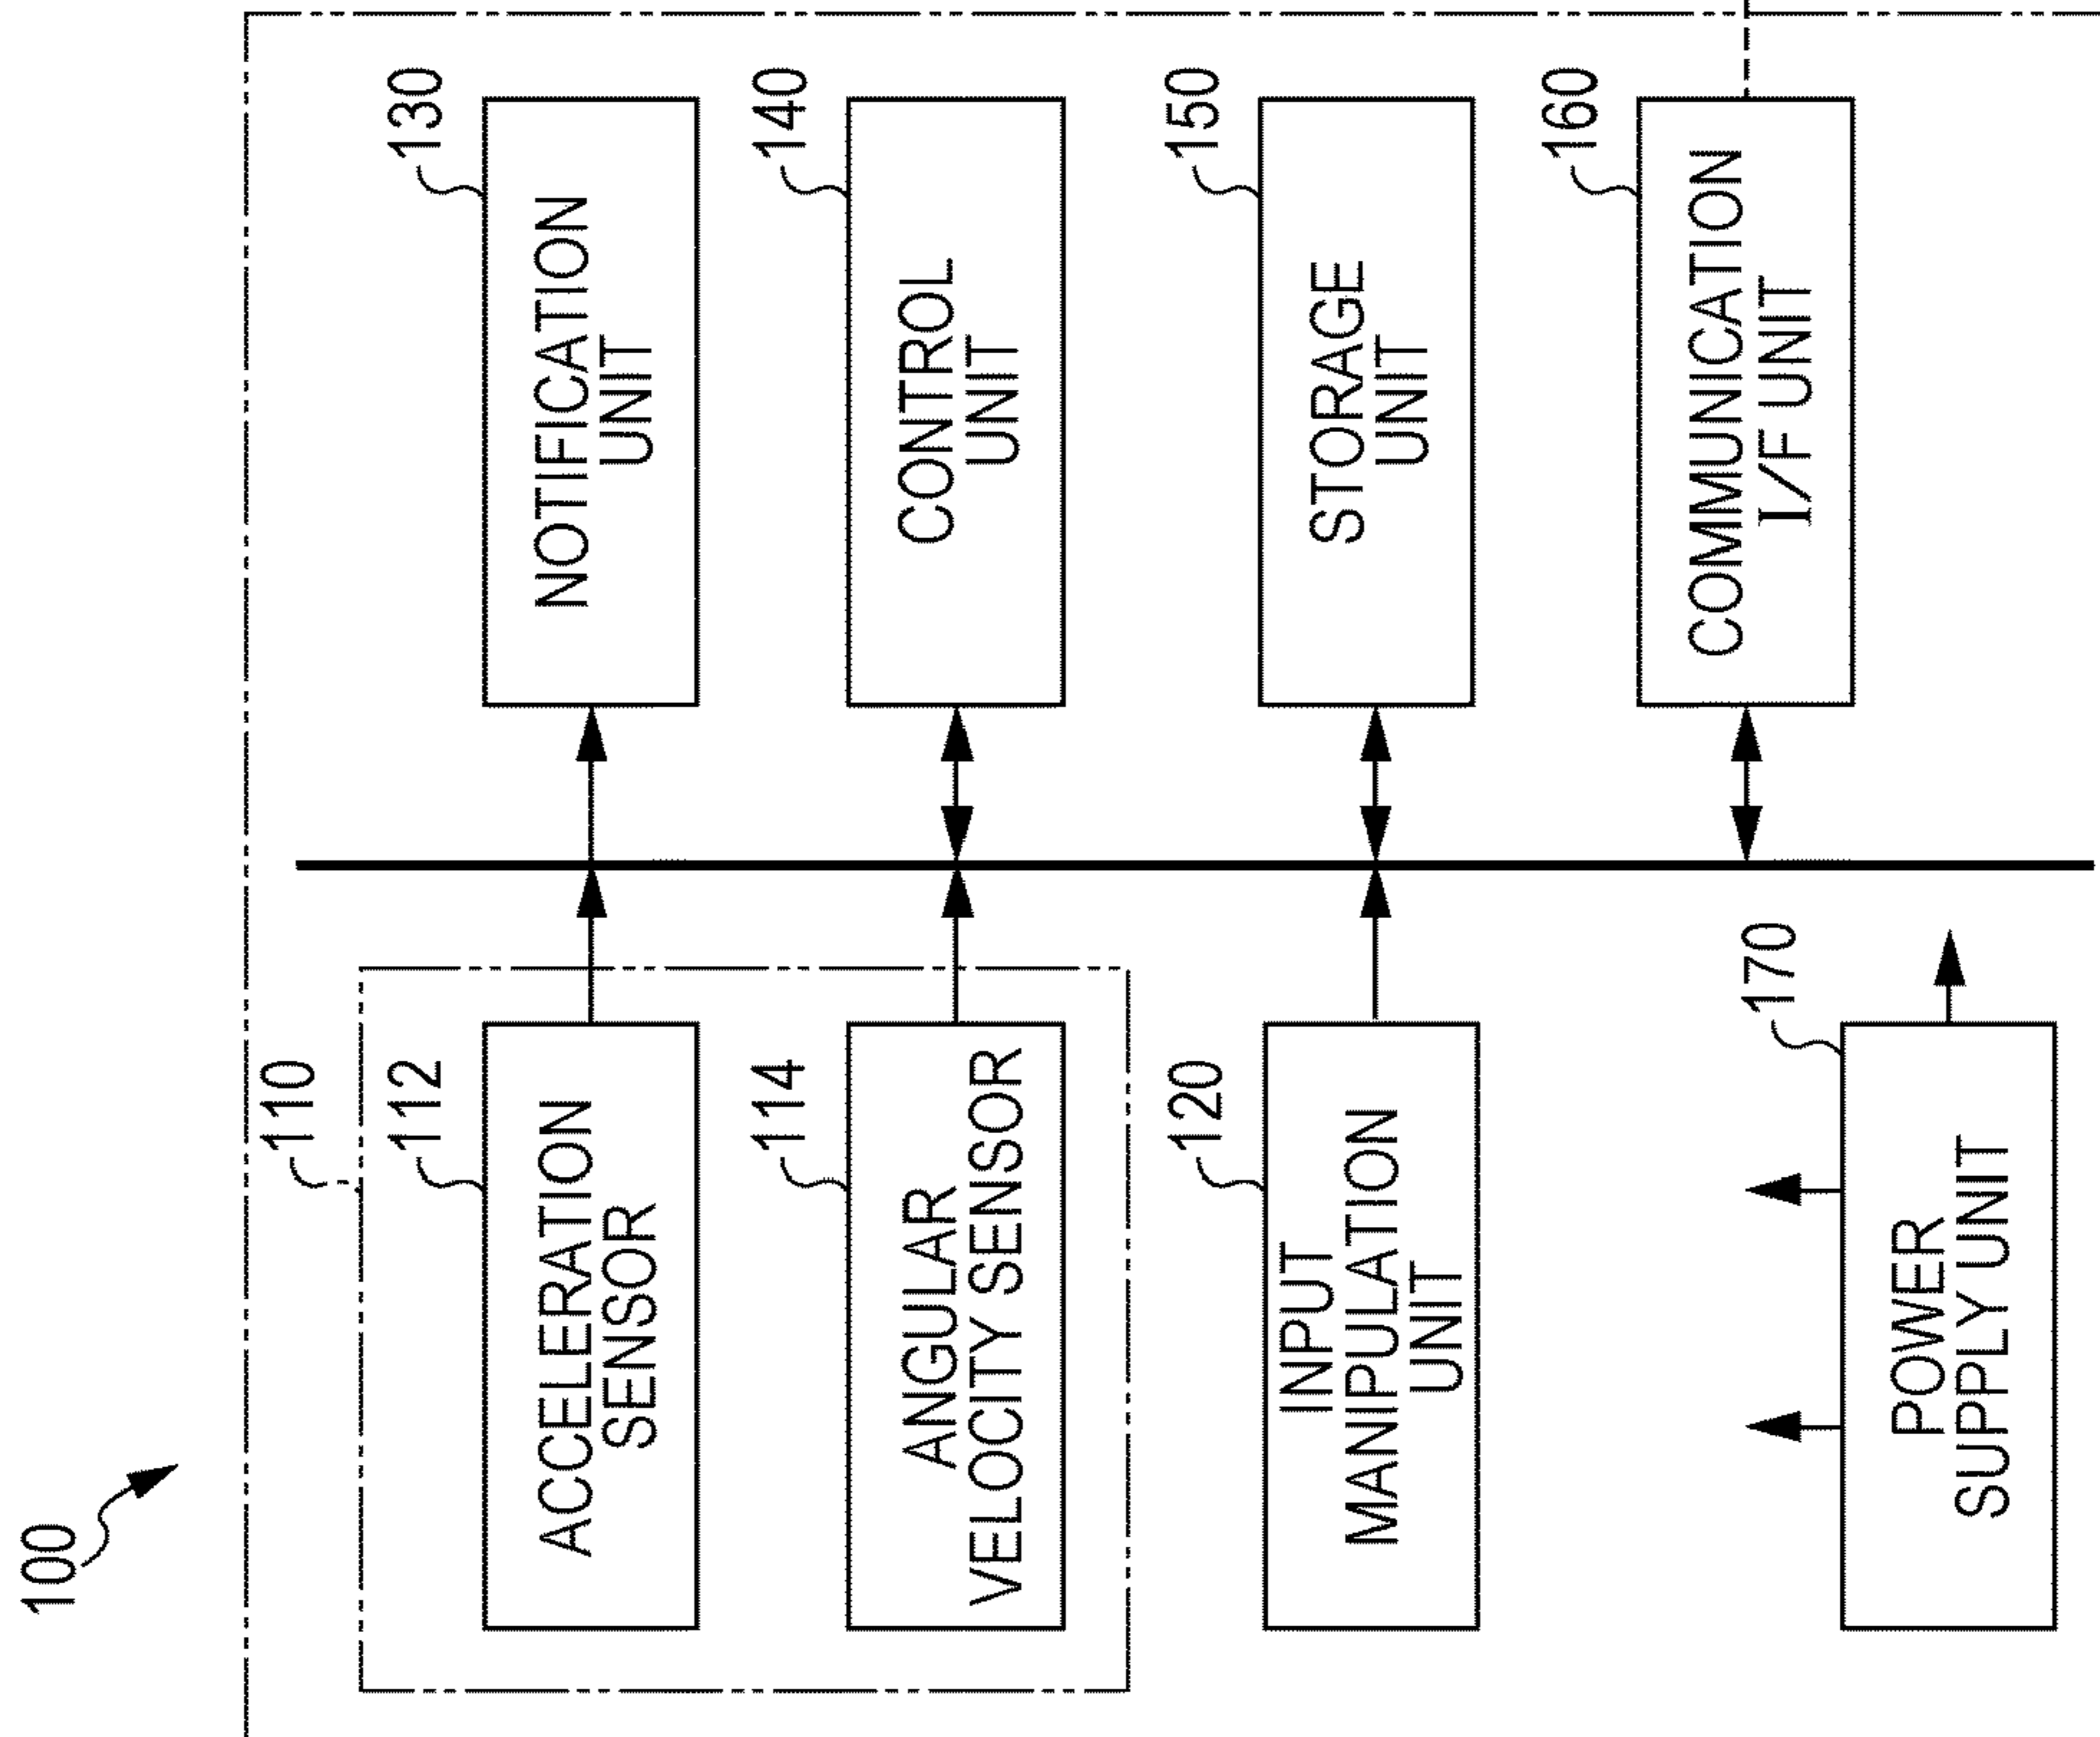 100
110
112
ACCELERATION
SENSOR
114
ANGULAR
VELOCITY SENSOR
120
INPUT
MANIPULATION
UNIT
170
POWER
SUPPLY UNIT
130
NOTIFICATION
UNIT
140
CONTROL
UNIT
150
STORAGE
UNIT
160
COMMUNICATION
I/F UNIT